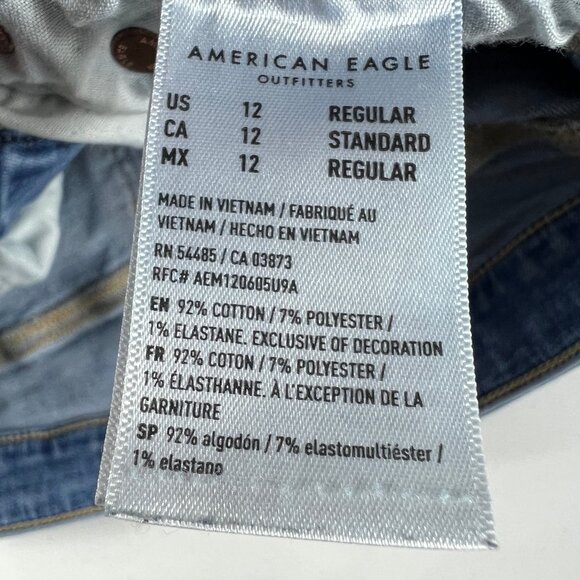 AMERICAN EAGLE
OUTFITTERS
US 12 REGULAR
CA 12 STANDARD
MX 12 REGULAR
MADE IN VIETNAM / FABRIQUÉ AU
VIETNAM / HECHO EN VIETNAM
RN 54485 / CA 03873
RFC# AEM120605U9A
EN 92% COTTON / 7% POLYESTER /
1% ELASTANE. EXCLUSIVE OF DECORATION
FR 92% COTON / 7% POLYESTER /
1% ÉLASTHANNE. À L'EXCEPTION DE LA
GARNITURE
SP 92% algodón / 7% elastomultiéster /
1% elastano